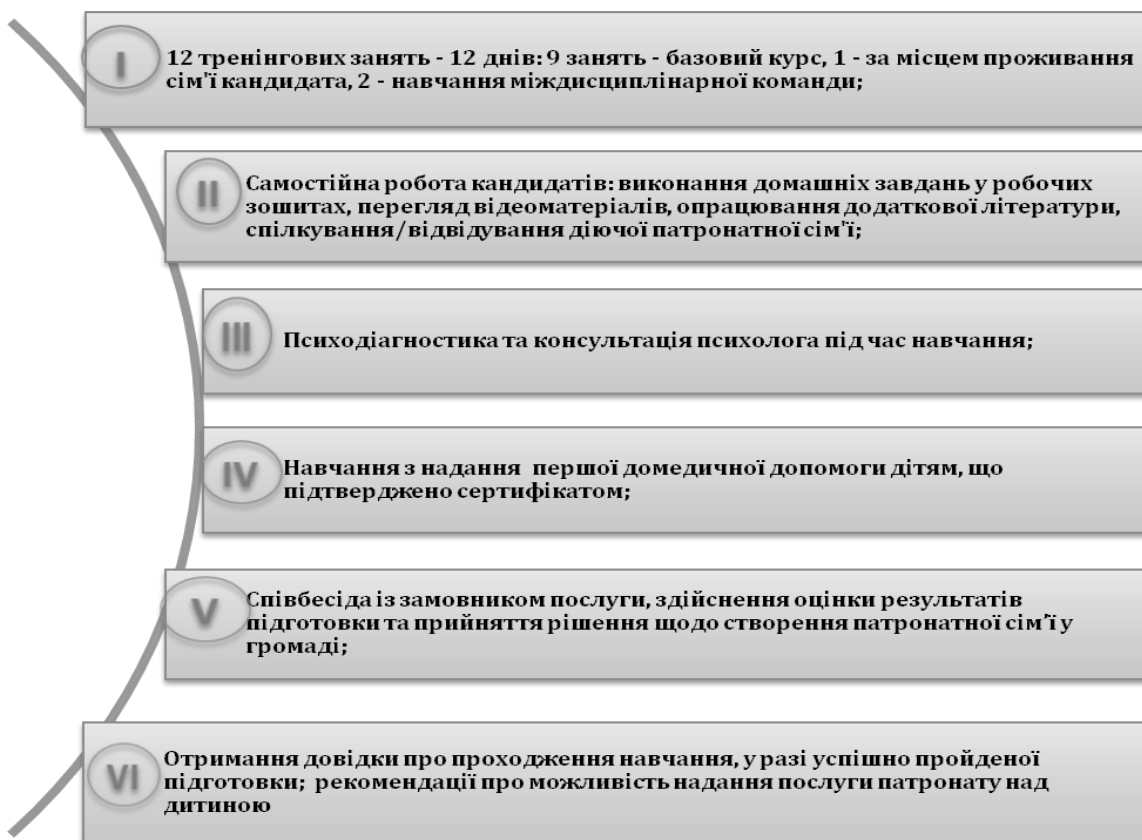 I
12 тренінгових занять - 12 днів: 9 занять - базовий курс, 1 - за місцем проживання
сім'ї кандидата, 2 - навчання міждисциплінарної команди;
II
Самостійна робота кандидатів: виконання домашніх завдань у робочих
зошитах, перегляд відеоматеріалів, опрацювання додаткової літератури,
спілкування/відвідування діючої патронатної сім'ї;
III
Психодіагностика та консультація психолога під час навчання;
IV
Навчання з надання першої домедичної допомоги дітям, що
підтверджено сертифікатом;
V
Співбесіда із замовником послуги, здійснення оцінки результатів
підготовки та прийняття рішення щодо створення патронатної сім’ї у
громаді;
VI
Отримання довідки про проходження навчання, у разі успішно пройденої
підготовки; рекомендації про можливість надання послуги патронату над
дитиною